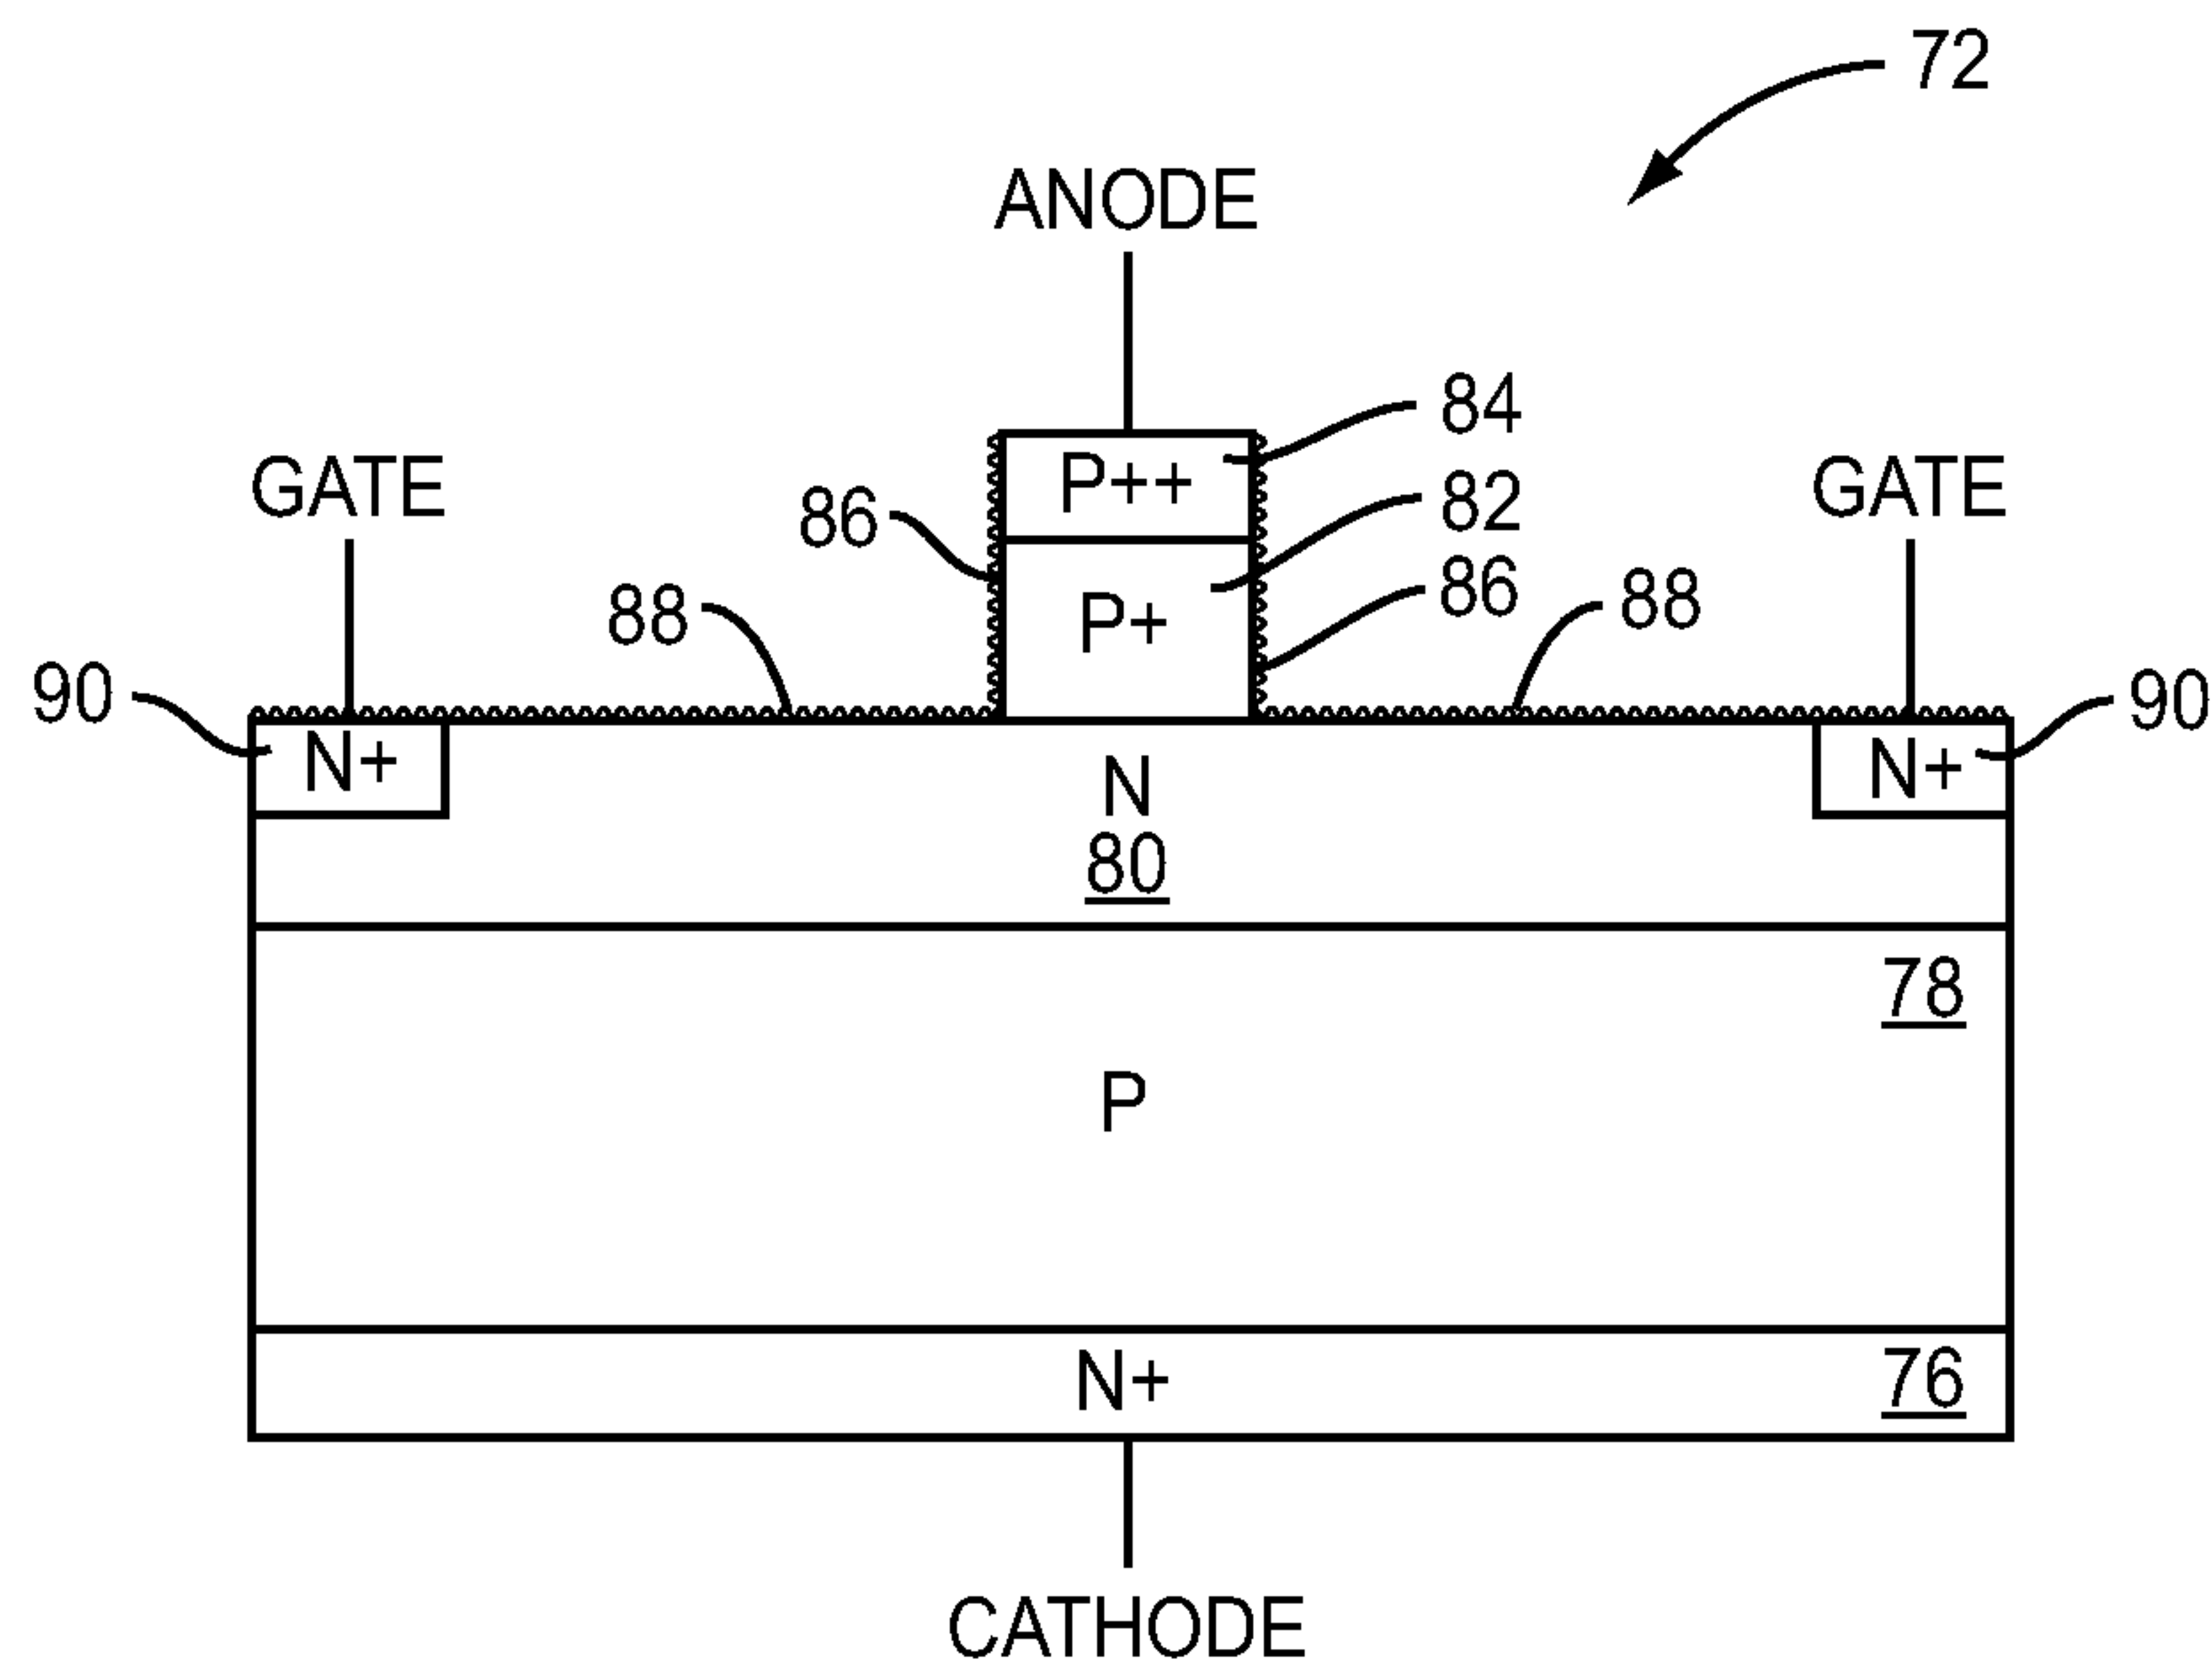 72
ANODE
84
GATE P++ GATE
86 82
88 P+ 86 88
90 N+ N+ 90
N
80
78
P
N+ 76
CATHODE